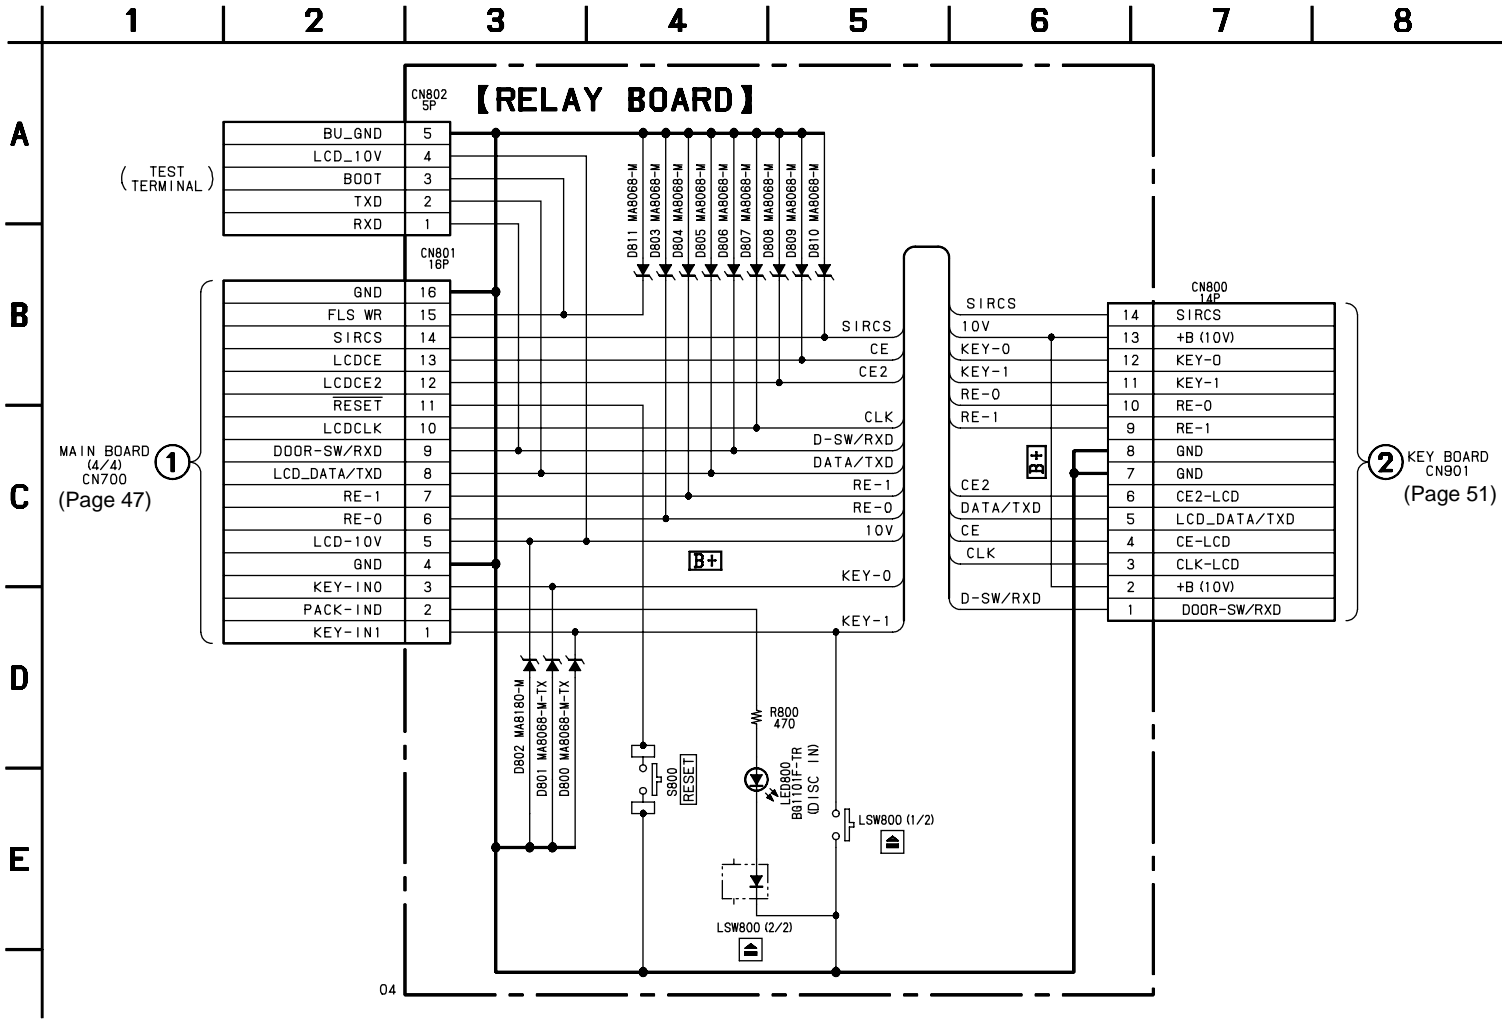 1 2 3 4 5 6 7 8
A
B
C
D
E
【RELAY BOARD】
CN802
5P
( TEST
TERMINAL )
BU_GND 5
LCD_10V 4
BOOT 3
TXD 2
RXD 1
CN801
16P
GND 16
FLS WR 15
SIRCS 14
LCDCE 13
LCDCE2 12
RESET 11
LCDCLK 10
DOOR-SW/RXD 9
LCD_DATA/TXD 8
RE-1 7
RE-0 6
LCD-10V 5
GND 4
KEY-IN0 3
PACK-IND 2
KEY-IN1 1
MAIN BOARD
(4/4)
CN700
(Page 47)
1
D811 MA8068-M
D803 MA8068-M
D804 MA8068-M
D805 MA8068-M
D806 MA8068-M
D807 MA8068-M
D808 MA8068-M
D809 MA8068-M
D810 MA8068-M
SIRCS
CE
CE2
CLK
D-SW/RXD
DATA/TXD
RE-1
RE-0
10V
B+
KEY-0
KEY-1
SIRCS
10V
KEY-0
KEY-1
RE-0
RE-1
B+
CE2
DATA/TXD
CE
CLK
D-SW/RXD
CN800
14P
14 SIRCS
13 +B (10V)
12 KEY-0
11 KEY-1
10 RE-0
9 RE-1
8 GND
7 GND
6 CE2-LCD
5 LCD_DATA/TXD
4 CE-LCD
3 CLK-LCD
2 +B (10V)
1 DOOR-SW/RXD
2
KEY BOARD
CN901
(Page 51)
D802 MA8180-M
D801 MA8068-M-TX
D800 MA8068-M-TX
S800
RESET
R800
470
LED800
BG1101F-TR
(DISC IN)
LSW800 (1/2)
LSW800 (2/2)
04